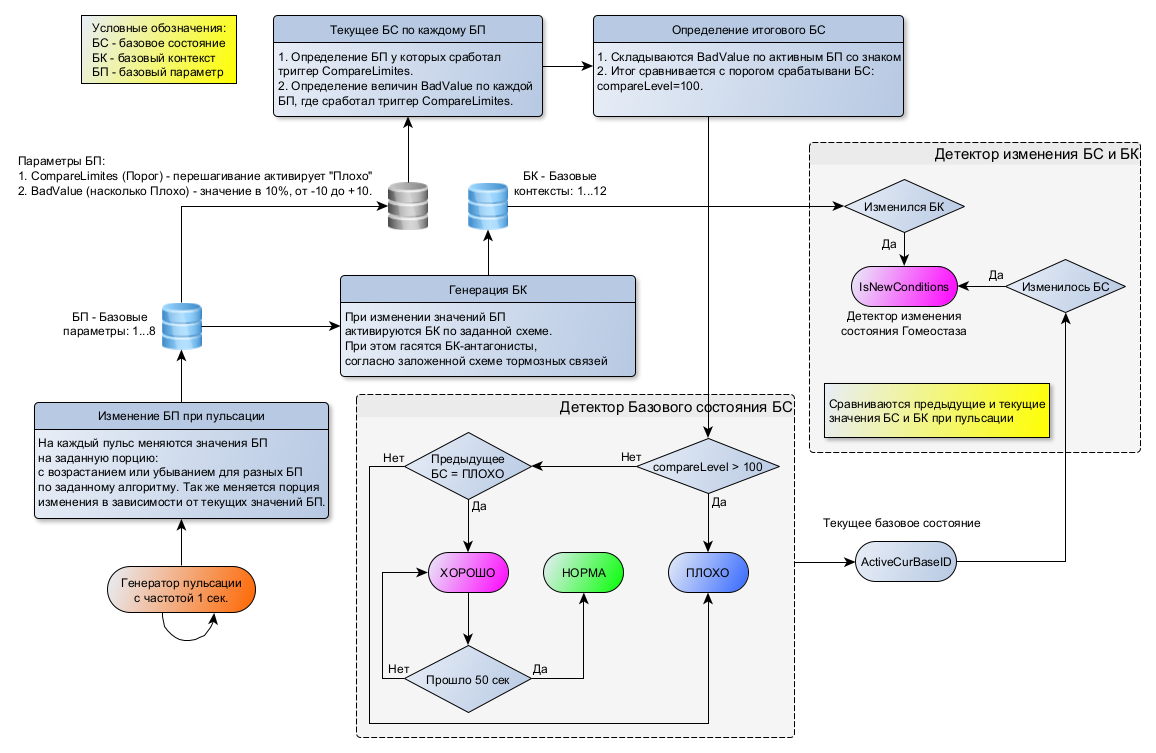 Условные обозначения:
БС - базовое состояние
БК - базовый контекст
БП - базовый параметр
Текущее БС по каждому БП
1. Определение БП у которых сработал
триггер CompareLimites.
2. Определение величин BadValue по каждой
БП, где сработал триггер CompareLimites.
Определение итогового БС
1. Складываются BadValue по активным БП со знаком
2. Итог сравнивается с порогом срабатывани БС:
compareLevel=100.
Параметры БП:
1. CompareLimites (Порог) - перешагивание активирует "Плохо"
2. BadValue (насколько Плохо) - значение в 10%, от -10 до +10.
БК - Базовые
контексты: 1...12
Детектор изменения БС и БК
Изменился БК
Да
IsNewConditions
Да
Изменилось БС
Детектор изменения
состояния Гомеостаза
Сравниваются предыдущие и текущие
значения БС и БК при пульсации
БП - Базовые
параметры: 1...8
Генерация БК
При изменении значений БП
активируются БК по заданной схеме.
При этом гасятся БК-антагонисты,
согласно заложенной схеме тормозных связей
Изменение БП при пульсации
На каждый пульс меняются значения БП
на заданную порцию:
с возрастанием или убыванием для разных БП
по заданному алгоритму. Так же меняется порция
изменения в зависимости от текущих значений БП.
Генератор пульсации
с частотой 1 сек.
Детектор Базового состояния БС
Нет
Предыдущее
БС = ПЛОХО
Нет
compareLevel > 100
Да
Да
ХОРОШО
НОРМА
ПЛОХО
Нет
Прошло 50 сек
Да
Текущее базовое состояние
ActiveCurBaseID